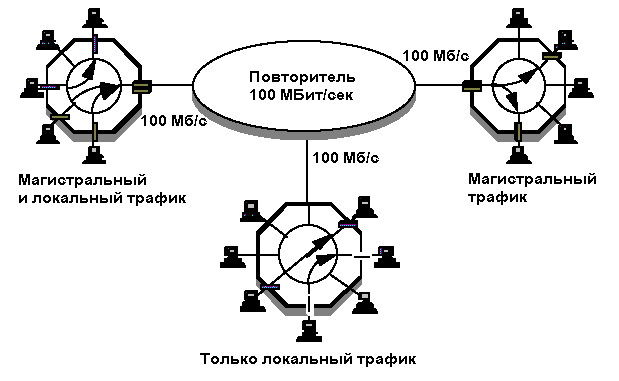 100 Мб/с
Повторитель
100 МБит/сек
100 Мб/с
100 Мб/с
Магистральный
и локальный трафик
Магистральный
трафик
Только локальный трафик